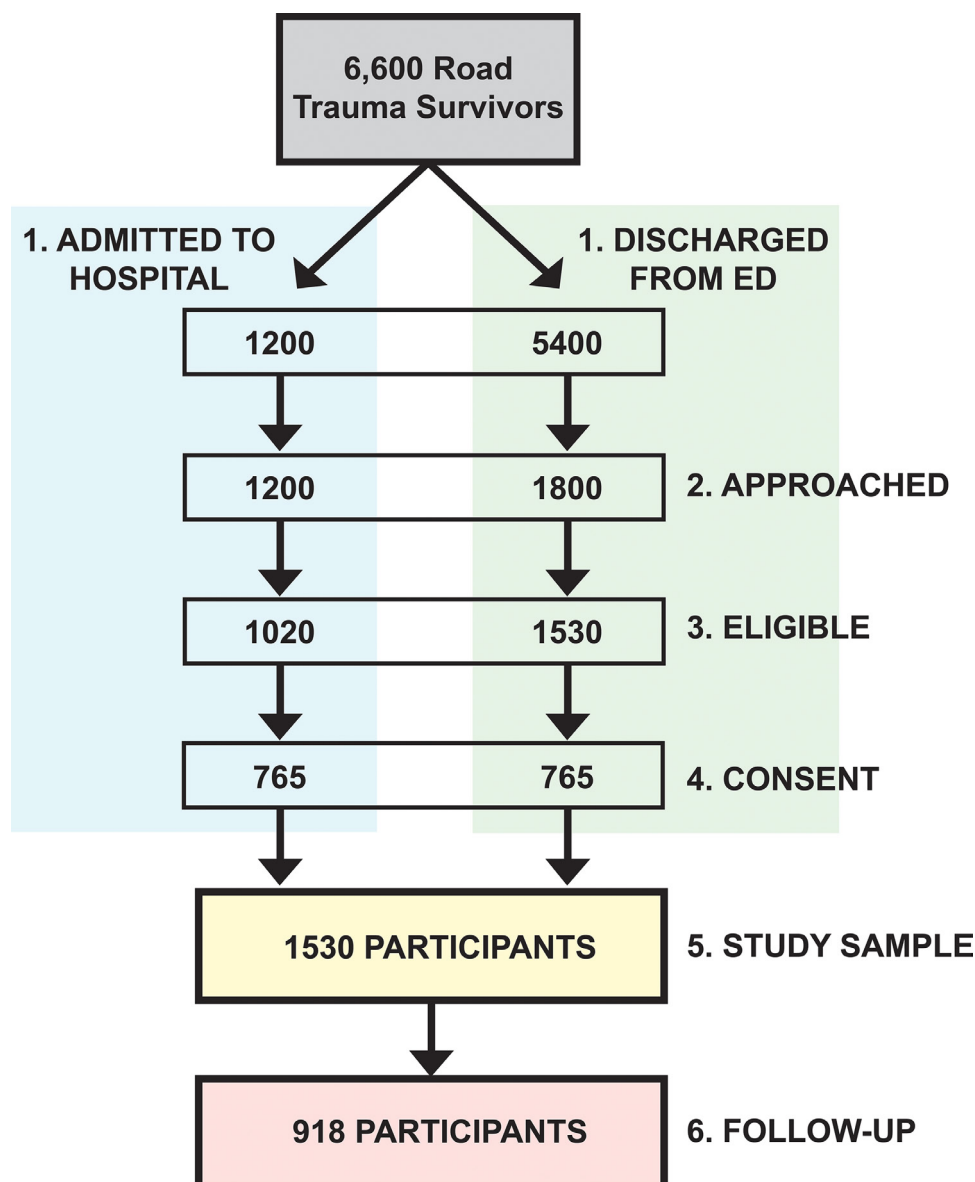 6,600 Road
Trauma Survivors
1. ADMITTED TO
HOSPITAL
1. DISCHARGED
FROM ED
1200 5400
1200 1800 2. APPROACHED
1020 1530 3. ELIGIBLE
765 765 4. CONSENT
1530 PARTICIPANTS 5. STUDY SAMPLE
918 PARTICIPANTS 6. FOLLOW-UP